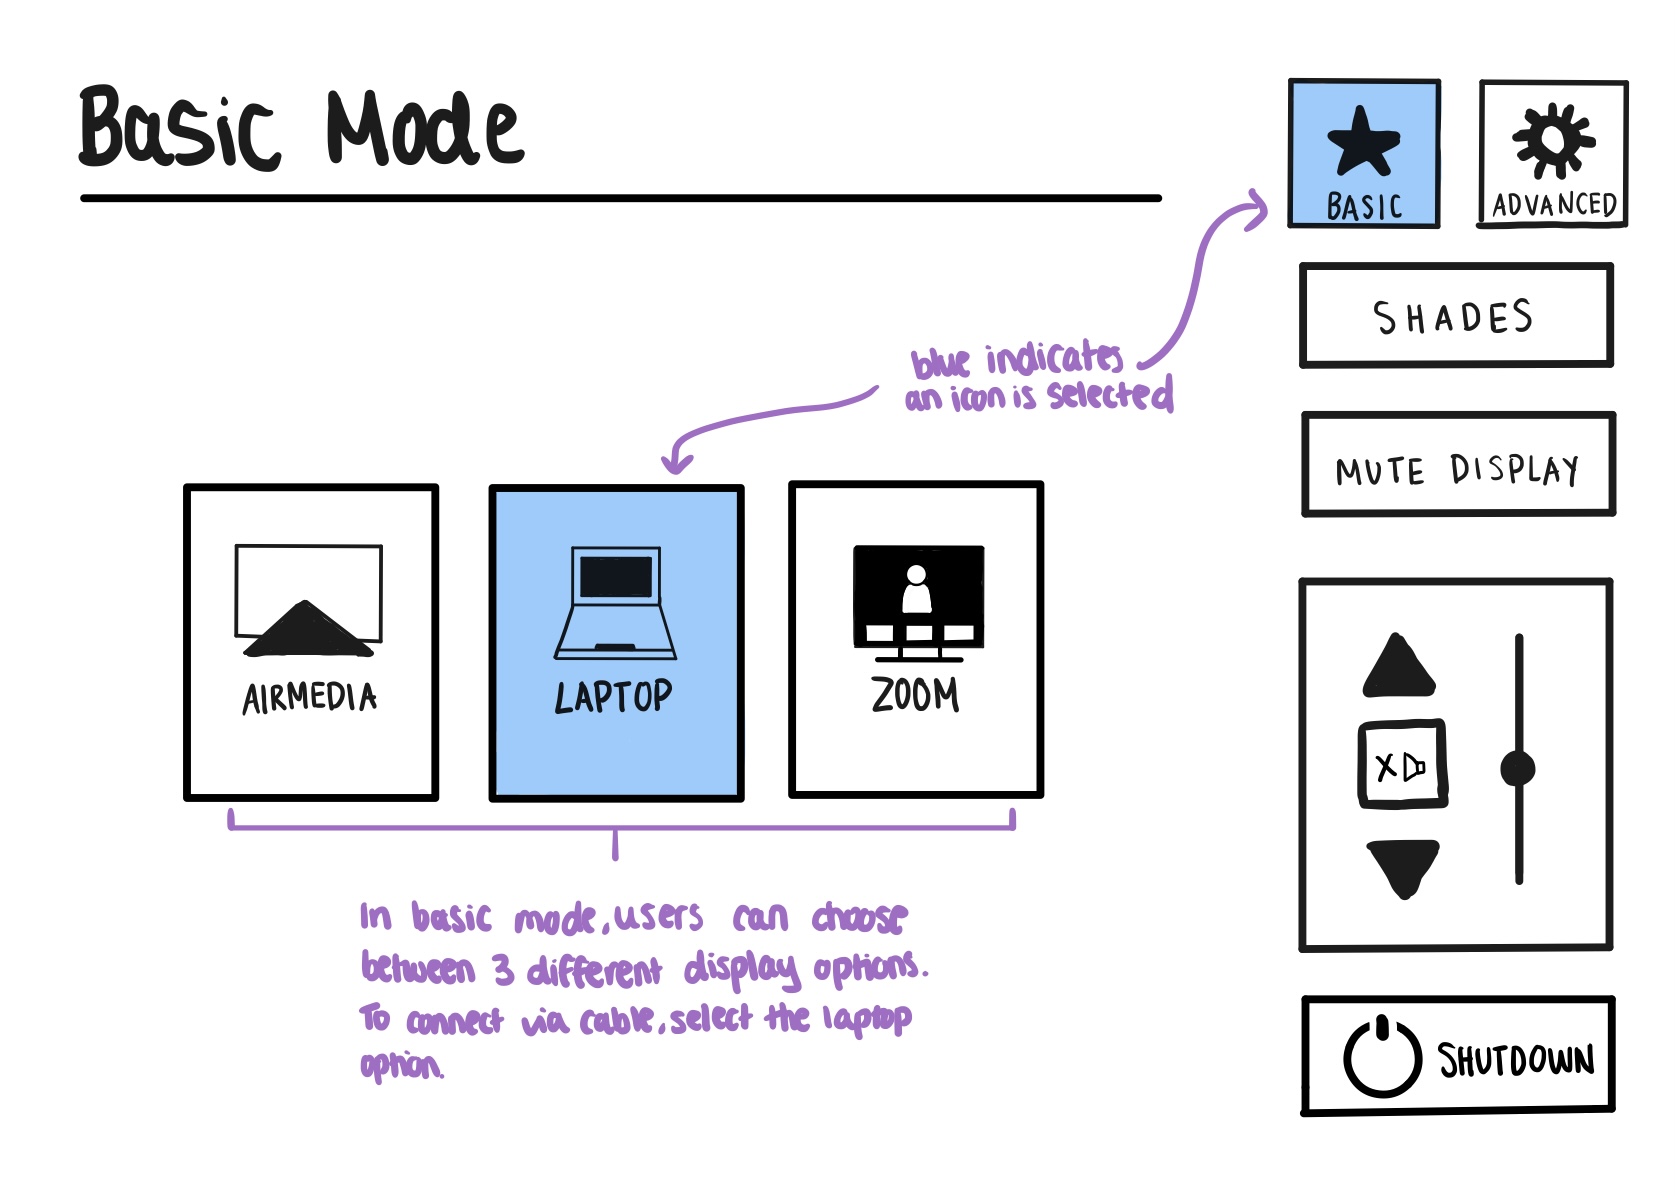 Basic Mode
BASIC
ADVANCED
SHADES
blue indicates
an icon is selected
MUTE DISPLAY
AIRMEDIA
LAPTOP
ZOOM
X
In basic mode, users can choose
between 3 different display options.
To connect via cable, select the laptop
option.
SHUTDOWN